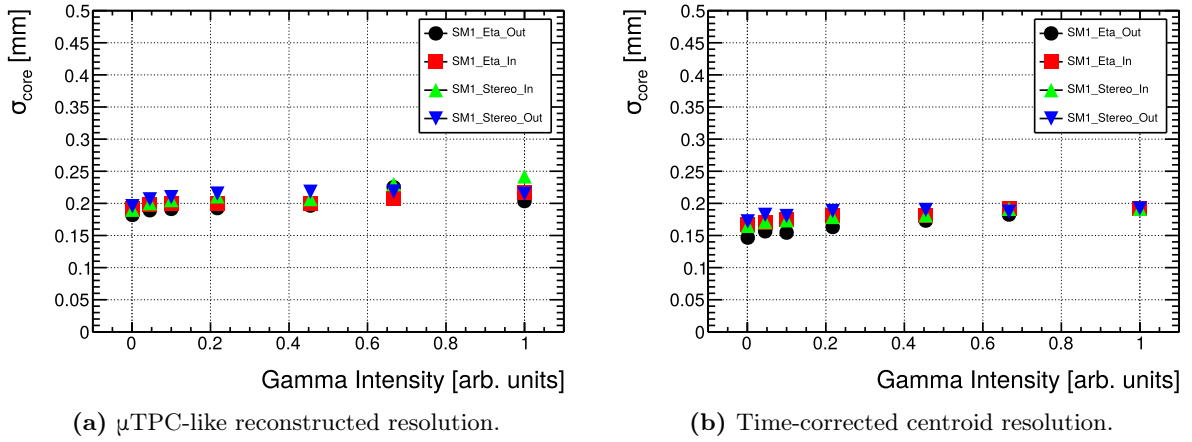 σcore [mm]
0.5
0.45
0.4
0.35
0.3
0.25
0.2
0.15
0.1
0.05
0
SM1_Eta_Out
SM1_Eta_In
SM1_Stereo_In
SM1_Stereo_Out
0 0.2 0.4 0.6 0.8 1
Gamma Intensity [arb. units]
(a) μTPC-like reconstructed resolution.
σcore [mm]
0.5
0.45
0.4
0.35
0.3
0.25
0.2
0.15
0.1
0.05
0
SM1_Eta_Out
SM1_Eta_In
SM1_Stereo_In
SM1_Stereo_Out
0 0.2 0.4 0.6 0.8 1
Gamma Intensity [arb. units]
(b) Time-corrected centroid resolution.